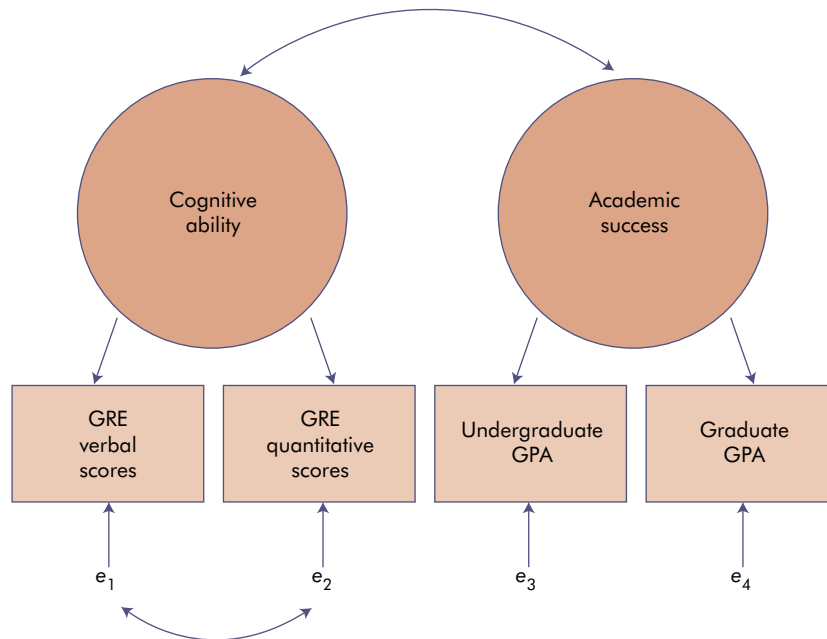 Cognitive
ability
Academic
success
GRE
verbal
scores
GRE
quantitative
scores
Undergraduate
GPA
Graduate
GPA
e1
e2
e3
e4